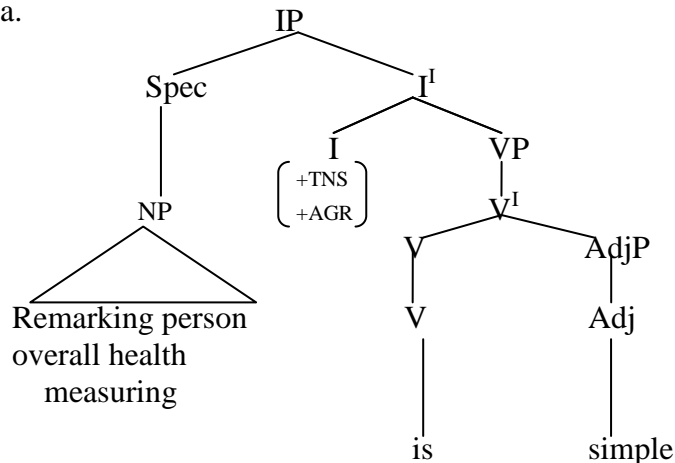 a.
IP
Spec I^I
I VP
+TNS
+AGR
NP V^I
V AdjP
Remarking person
overall health
measuring
V Adj
is simple